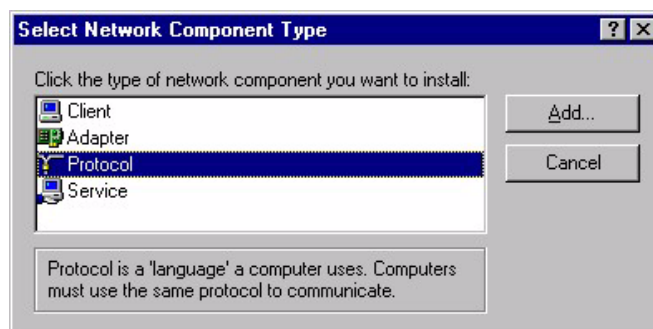 Select Network Component Type
Click the type of network component you want to install:
Client
Adapter
Protocol
Service
Add...
Cancel
Protocol is a 'language' a computer uses. Computers
must use the same protocol to communicate.